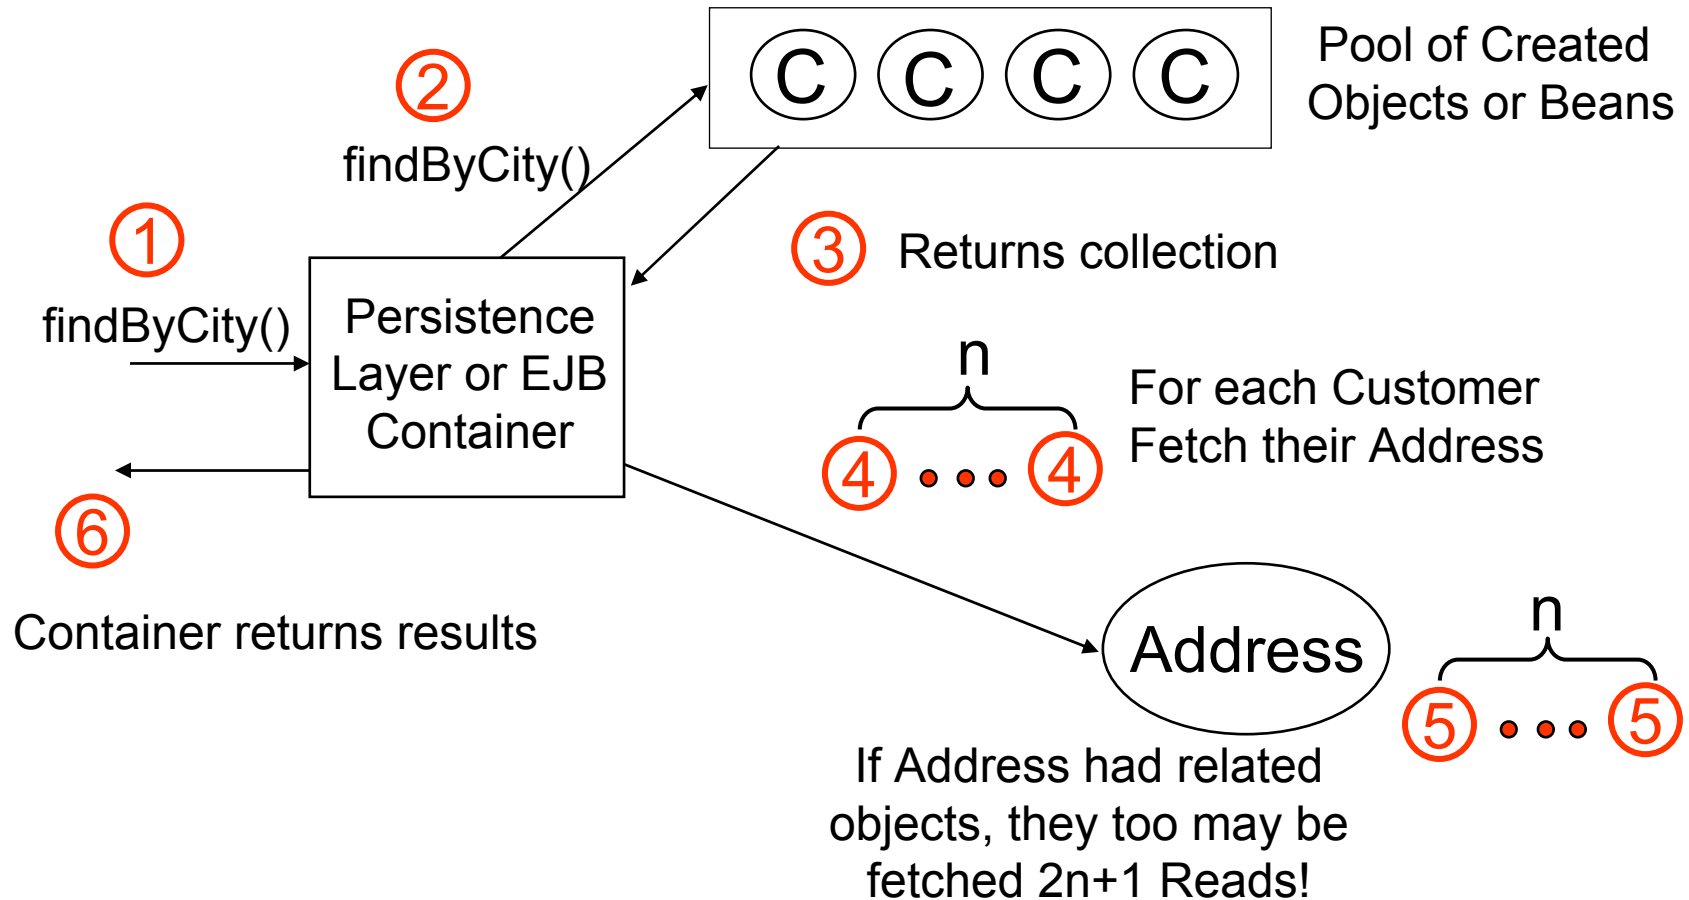 C C C C
Pool of Created
Objects or Beans
2
findByCity()
1
findByCity()
Persistence
Layer or EJB
Container
3 Returns collection
n
4 4
For each Customer
Fetch their Address
6
Container returns results
Address
n
5 5
If Address had related
objects, they too may be
fetched 2n+1 Reads!